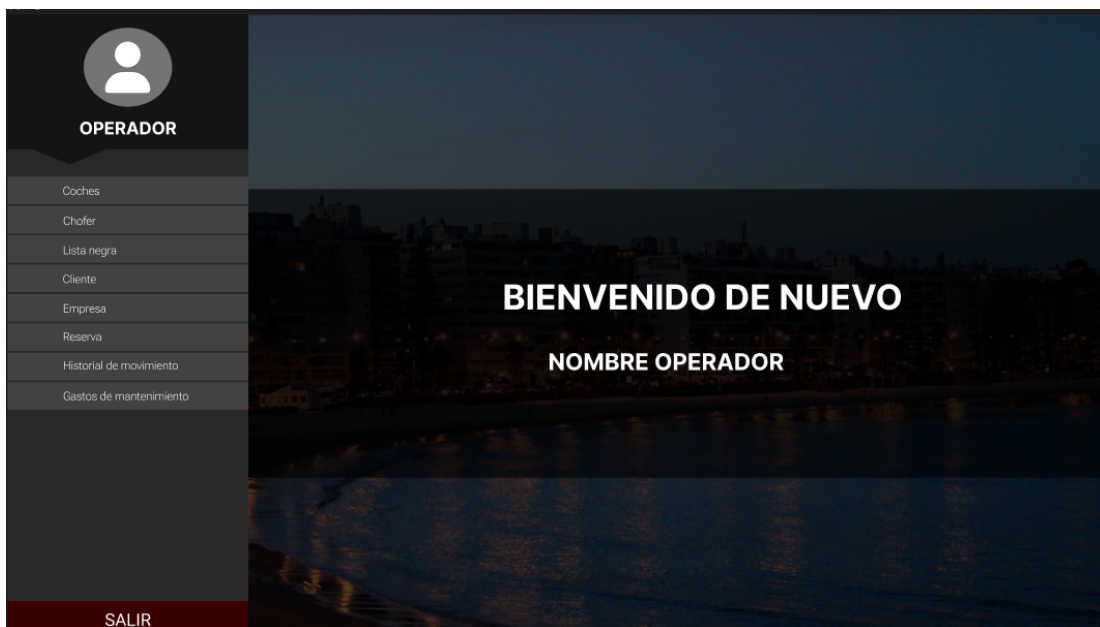 OPERADOR
Coches
Chofer
Lista negra
Cliente
Empresa
Reserva
Historial de movimiento
Gastos de mantenimiento
SALIR
BIENVENIDO DE NUEVO
NOMBRE OPERADOR